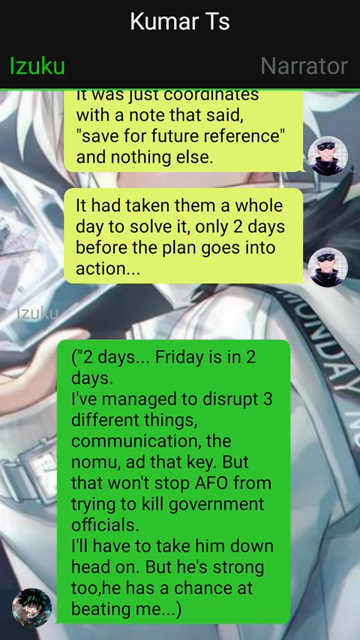 Kumar Ts
Izuku
Narrator
It was just coordinates
with a note that said,
"save for future reference"
and nothing else.
It had taken them a whole
day to solve it, only 2 days
before the plan goes into
action...
Izuku
MONDAY
("2 days... Friday is in 2
days.
I've managed to disrupt 3
different things,
communication, the
nomu, ad that key. But
that won't stop AFO from
trying to kill government
officials.
I'll have to take him down
head on. But he's strong
too,he has a chance at
beating me...)